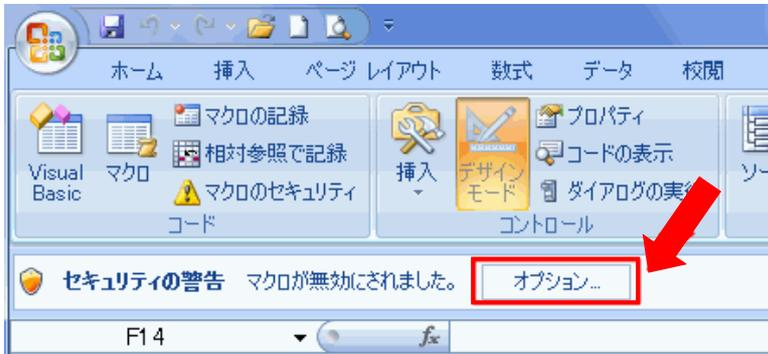 ホーム 挿入 ページ レイアウト 数式 データ 校閲
Visual Basic
マクロ
マクロの記録
相対参照で記録
マクロのセキュリティ
コード
挿入
デザイン モード
プロパティ
コードの表示
ダイアログの実行
コントロール
ソー
セキュリティの警告 マクロが無効にされました。 オプション...
F14 fx